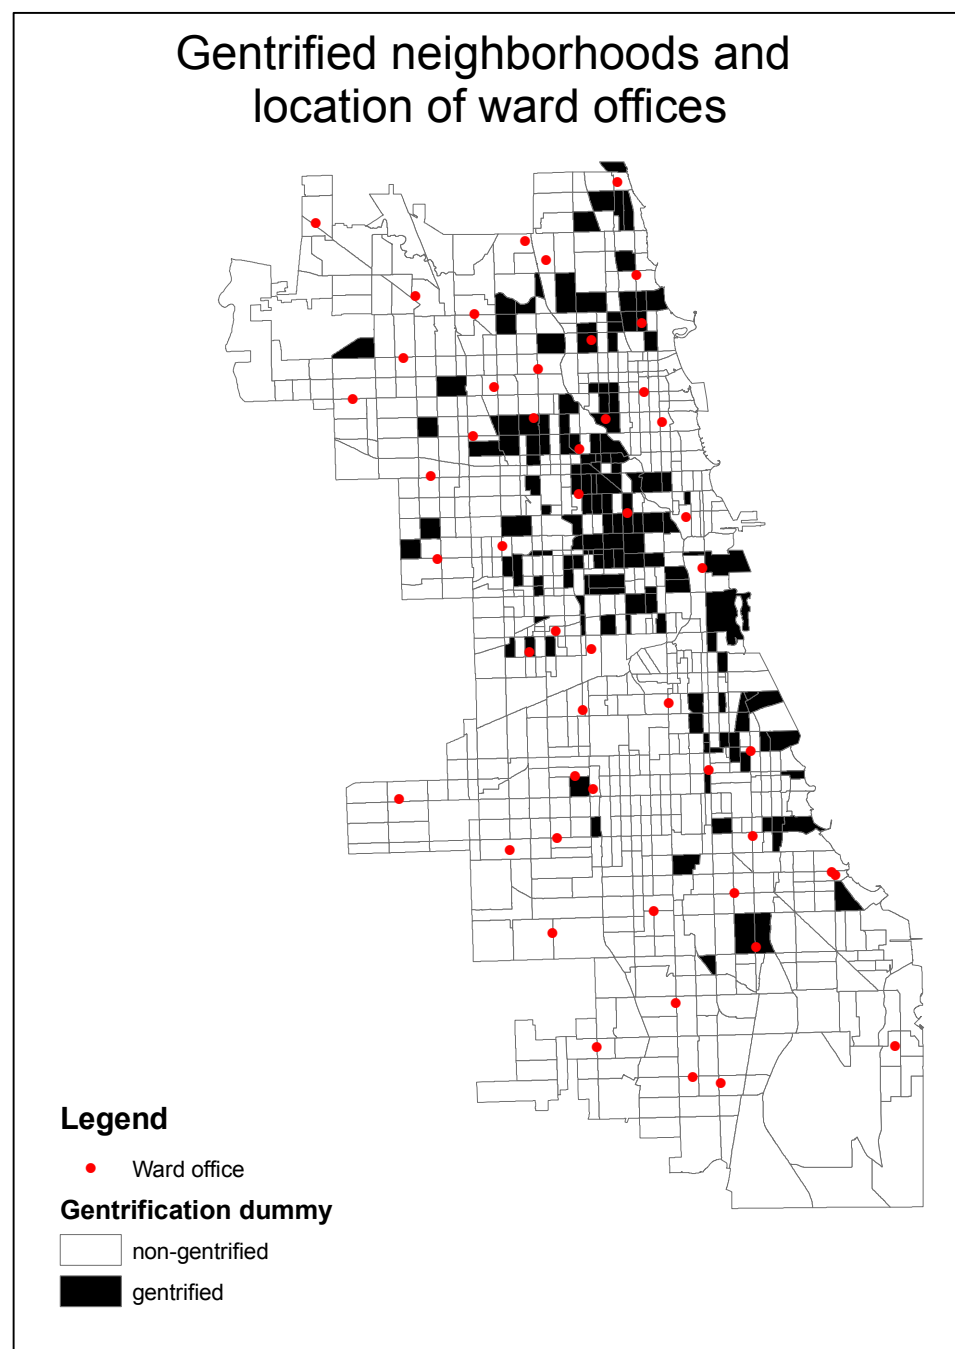 Gentrified neighborhoods and
location of ward offices
Legend
Ward office
Gentrification dummy
non-gentrified
gentrified